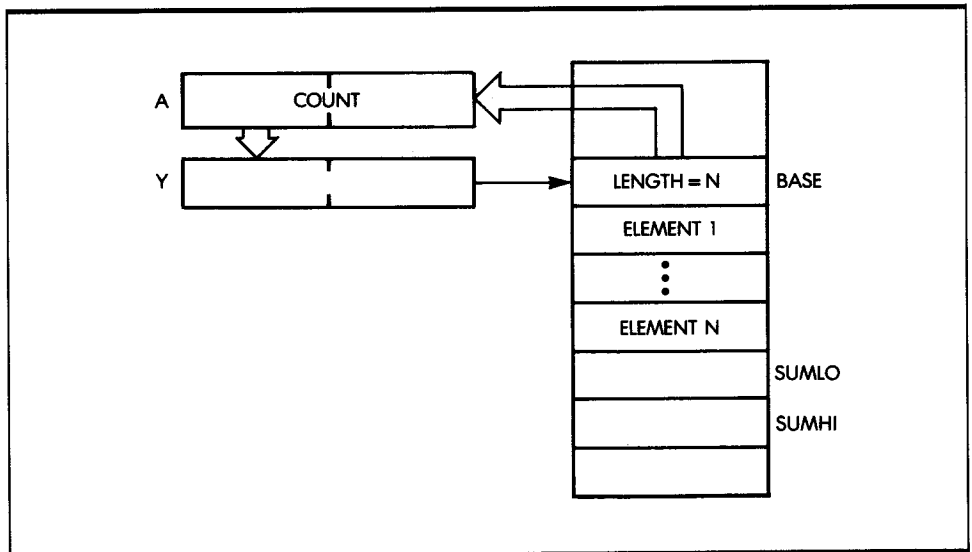 A COUNT
Y LENGTH = N BASE
ELEMENT 1
ELEMENT N
SUMLO
SUMHI